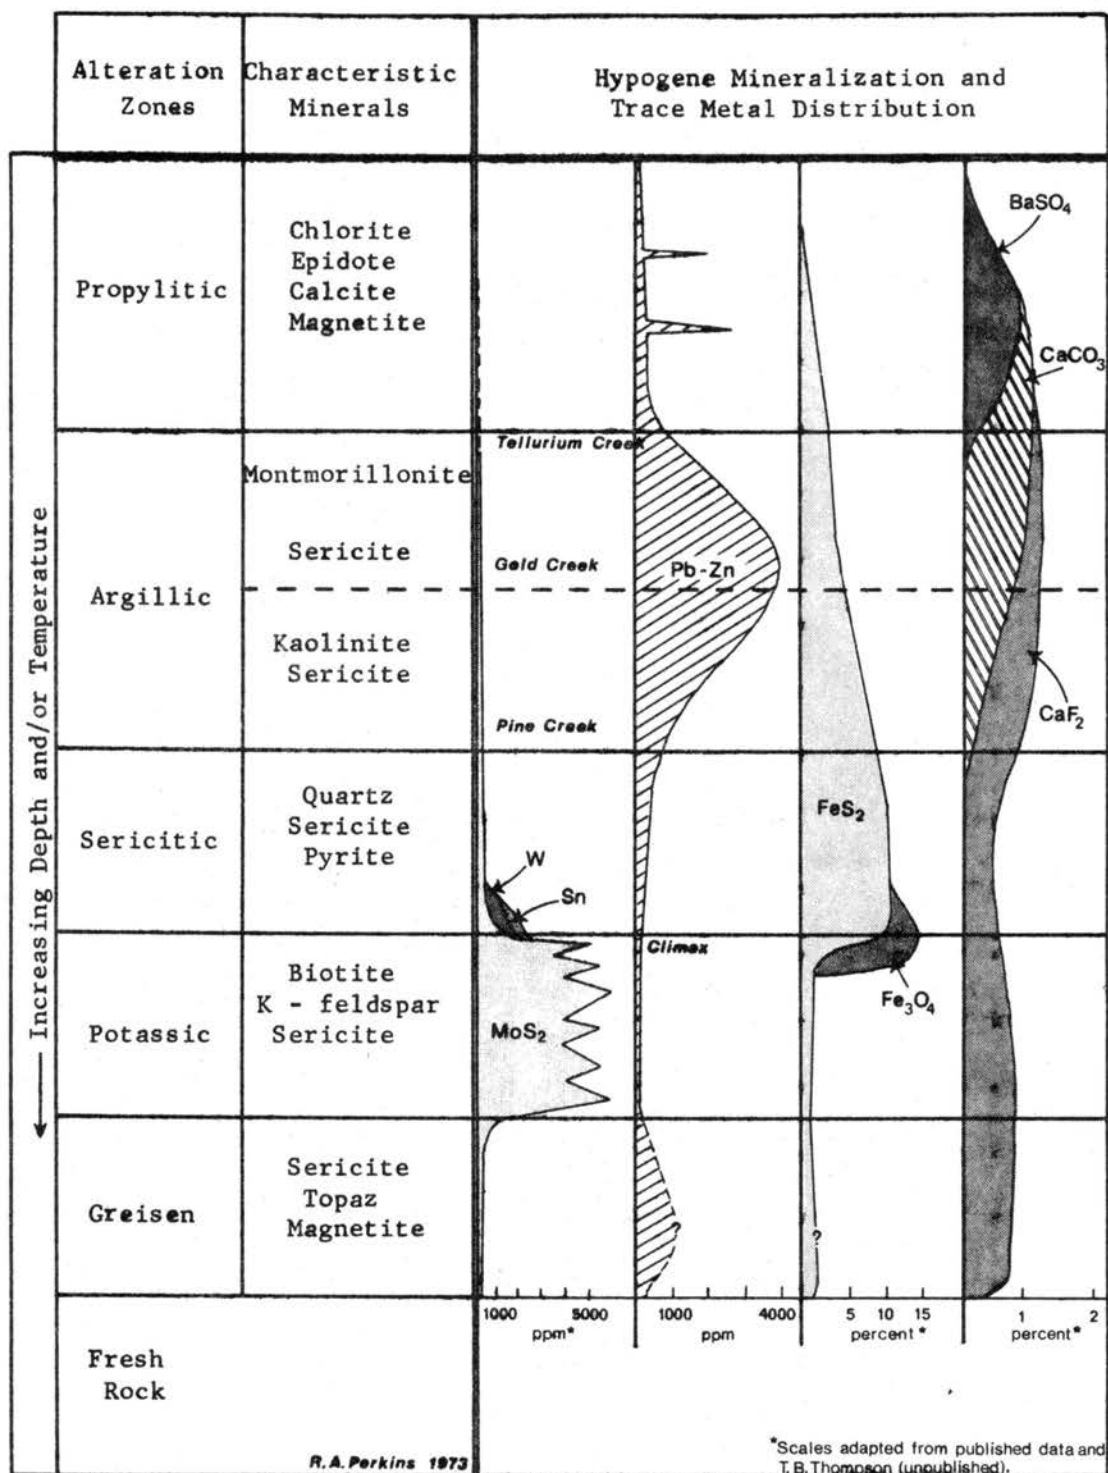 Alteration Zones
Characteristic Minerals
Hypogene Mineralization and
Trace Metal Distribution
Increasing Depth and/or Temperature
Propylitic
Chlorite
Epidote
Calcite
Magnetite
BaSO4
CaCO3
Tellurium Creek
Argillic
Montmorillonite
Sericite
Gold Creek
Pb-Zn
Kaolinite
Sericite
CaF2
Pine Creek
Sericitic
Quartz
Sericite
Pyrite
FeS2
W
Sn
Climax
Potassic
Biotite
K - feldspar
Sericite
MoS2
Fe3O4
Greisen
Sericite
Topaz
Magnetite
?
?
1000 5000
ppm*
1000 4000
ppm
5 10 15
percent*
1 2
percent*
Fresh
Rock
R.A. Perkins 1973
*Scales adapted from published data and
T.B. Thompson (unpublished).